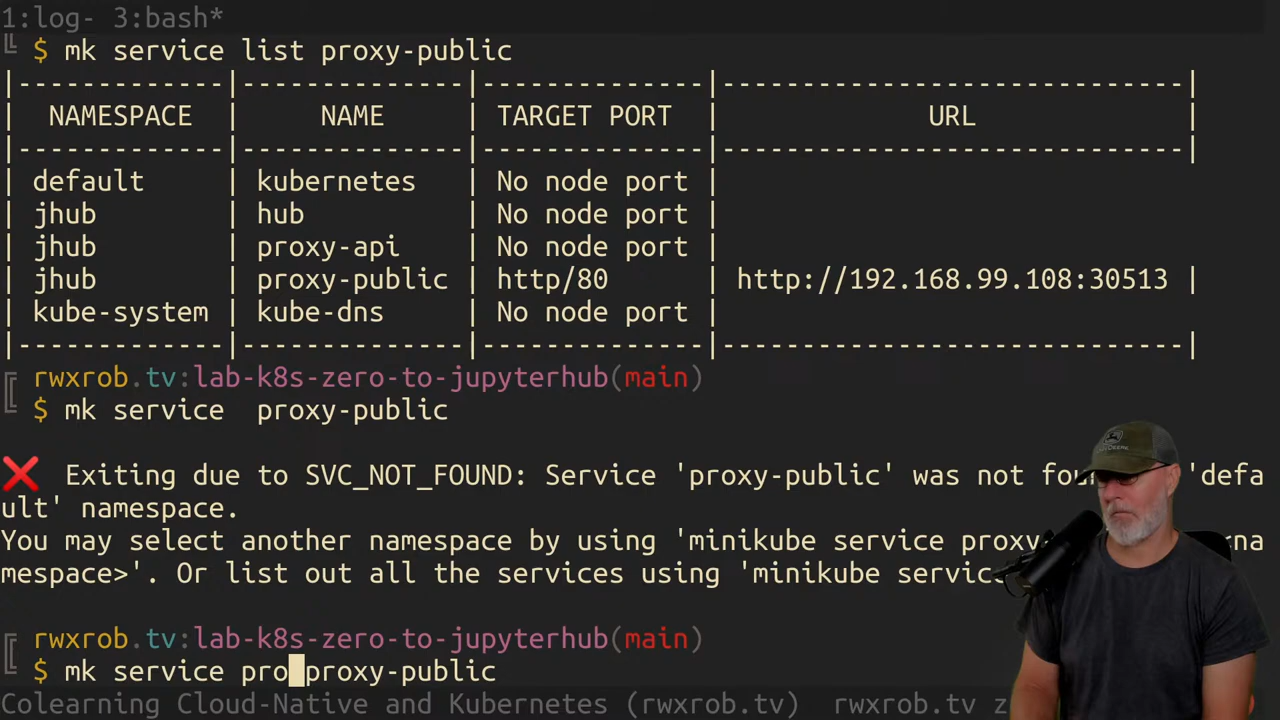 1:log- 3:bash*
╚ $ mk service list proxy-public
|-------------|--------------|--------------|-----------------------------|
| NAMESPACE | NAME | TARGET PORT | URL |
|-------------|--------------|--------------|-----------------------------|
| default | kubernetes | No node port |
| jhub | hub | No node port |
| jhub | proxy-api | No node port |
| jhub | proxy-public | http/80 | http://192.168.99.108:30513 |
| kube-system | kube-dns | No node port |
|-------------|--------------|--------------|-----------------------------|
╔ rwxrob.tv:lab-k8s-zero-to-jupyterhub(main)
╚ $ mk service  proxy-public
❌ Exiting due to SVC_NOT_FOUND: Service 'proxy-public' was not 'defa
ult' namespace.
You may select another namespace by using 'minikube service
mespace>'. Or list out all the services using 'minikube
╔ rwxrob.tv:lab-k8s-zero-to-jupyterhub(main)
╚ $ mk service pro proxy-public
Colearning Cloud-Native and Kubernetes (rwxrob.tv) rwxrob.tv